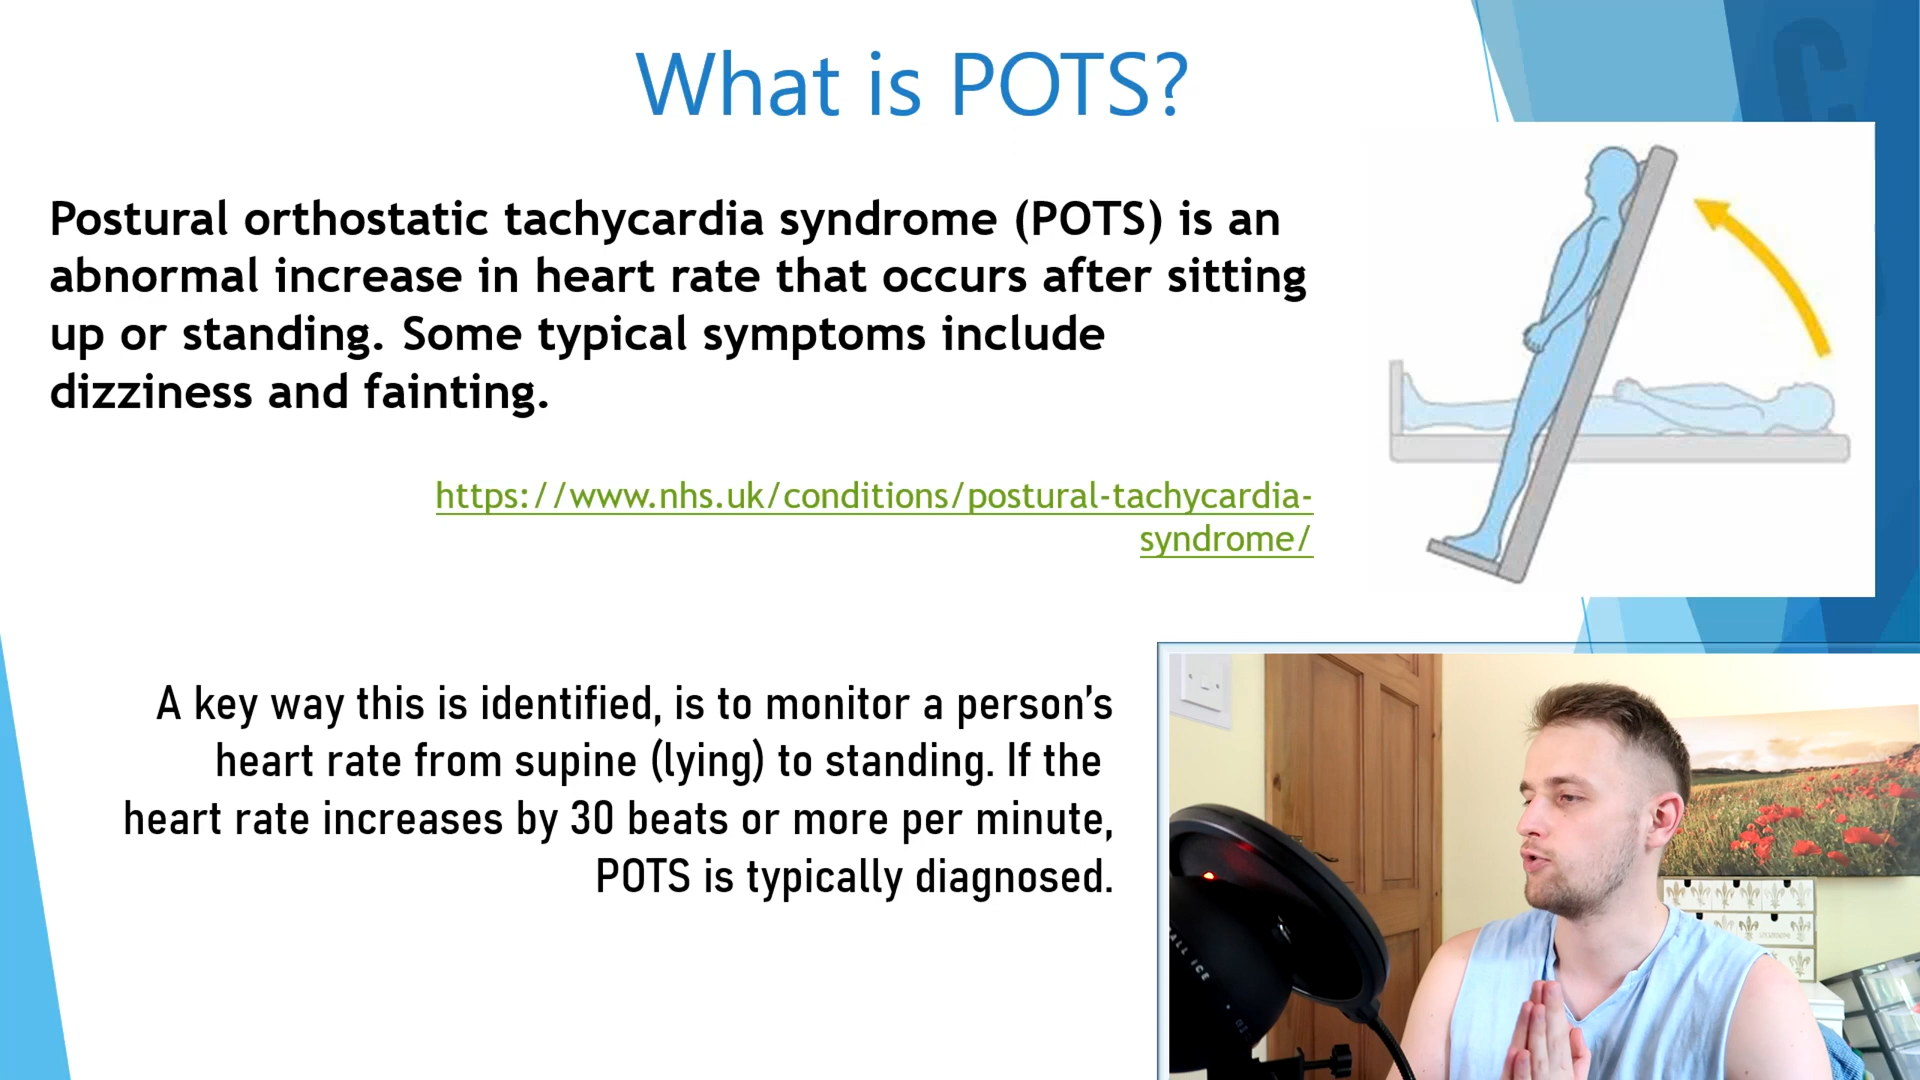 What is POTS?
Postural orthostatic tachycardia syndrome (POTS) is an
abnormal increase in heart rate that occurs after sitting
up or standing. Some typical symptoms include
dizziness and fainting.
https://www.nhs.uk/conditions/postural-tachycardia-
syndrome/
A key way this is identified, is to monitor a person’s
heart rate from supine (lying) to standing. If the
heart rate increases by 30 beats or more per minute,
POTS is typically diagnosed.
ALL ICE